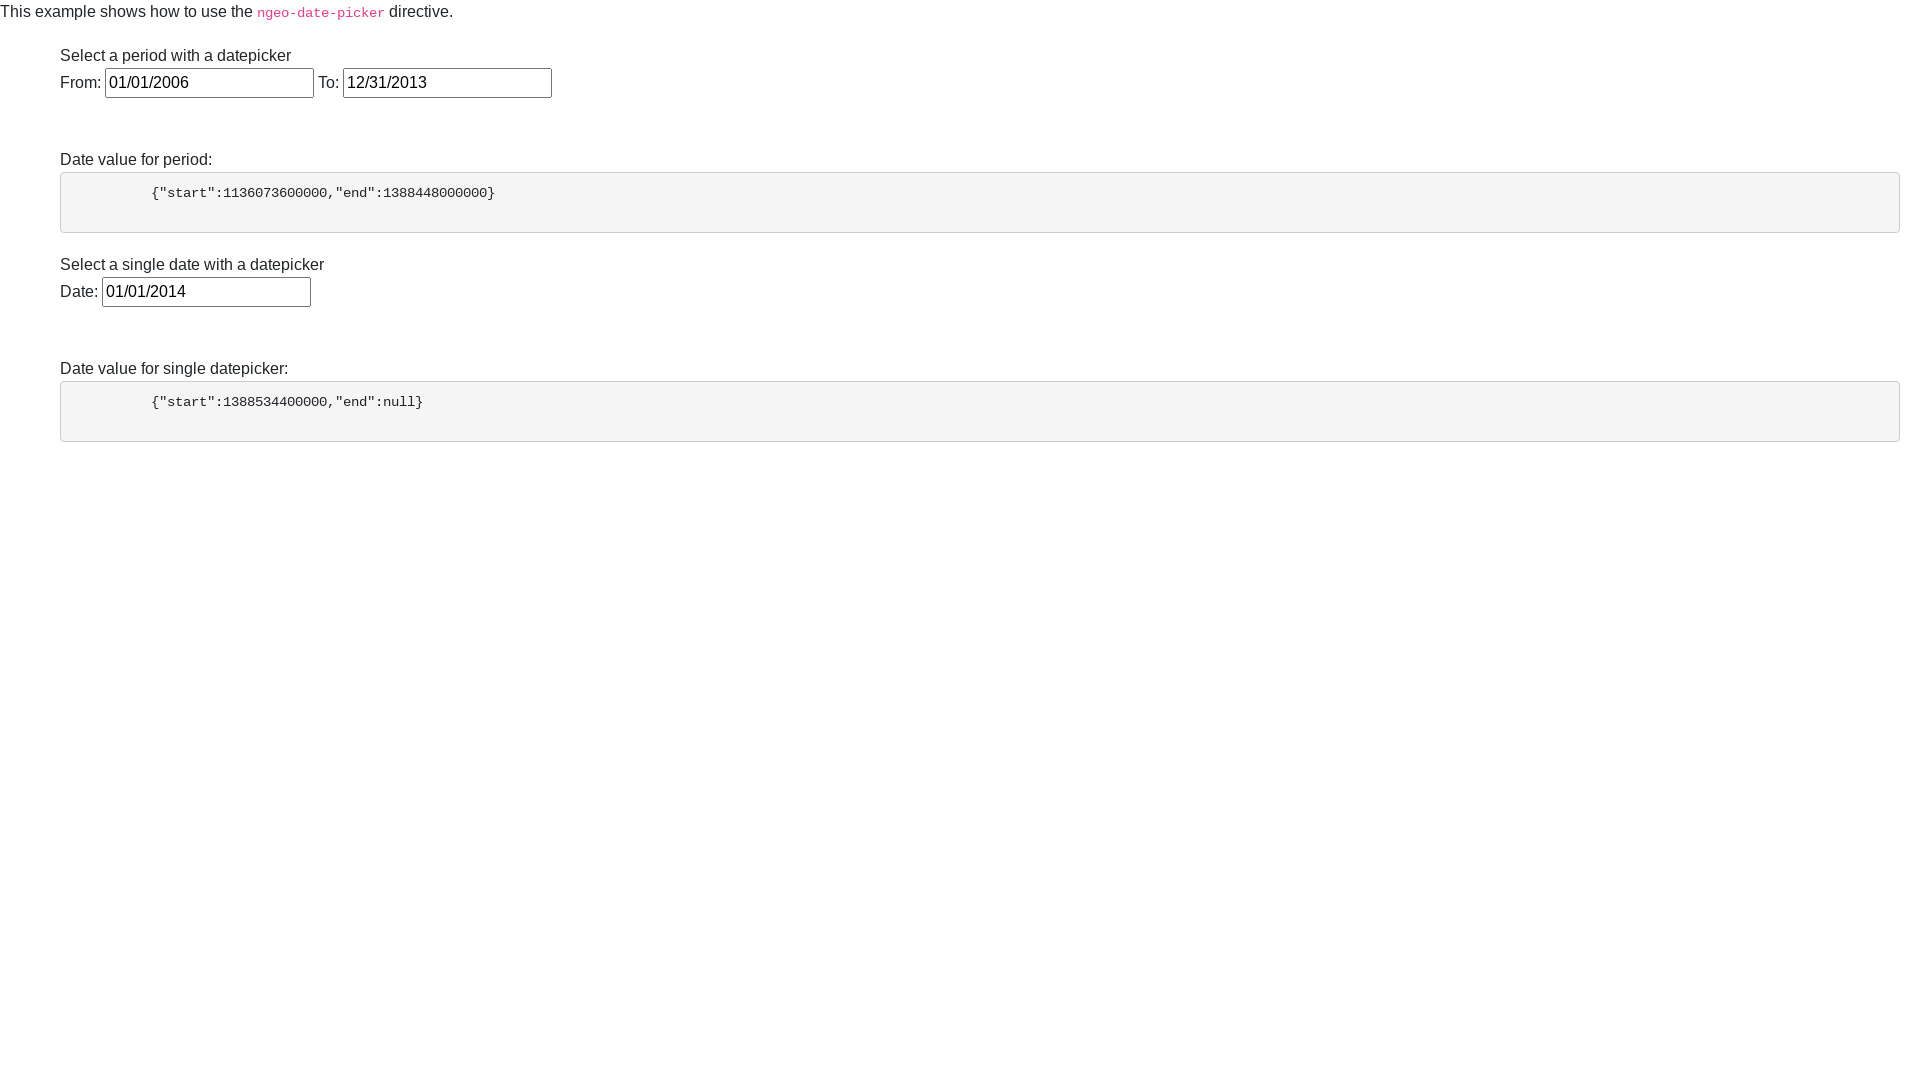 This example shows how to use the ngeo-date-picker directive.
Select a period with a datepicker
From: 01/01/2006 To: 12/31/2013
Date value for period:
{"start":1136073600000,"end":1388448000000}
Select a single date with a datepicker
Date: 01/01/2014
Date value for single datepicker:
{"start":1388534400000,"end":null}